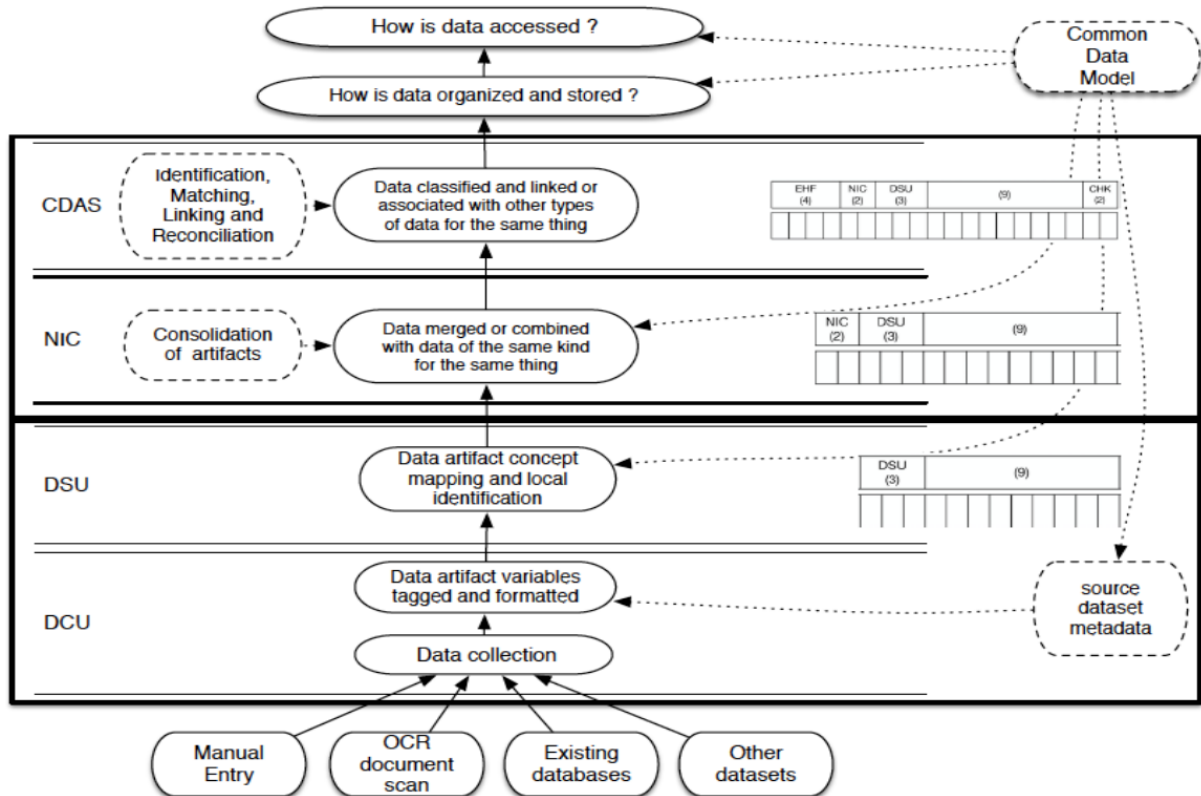 How is data accessed ?
Common
Data
Model
How is data organized and stored ?
CDAS
Identification,
Matching,
Linking and
Reconciliation
Data classified and linked or
associated with other types
of data for the same thing
EHF
(4)
NIC
(2)
DSU
(3)
(9)
CHK
(2)
NIC
Consolidation
of artifacts
Data merged or combined
with data of the same kind
for the same thing
NIC
(2)
DSU
(3)
(9)
DSU
Data artifact concept
mapping and local
identification
DSU
(3)
(9)
DCU
Data artifact variables
tagged and formatted
source
dataset
metadata
Data collection
Manual
Entry
OCR
document
scan
Existing
databases
Other
datasets